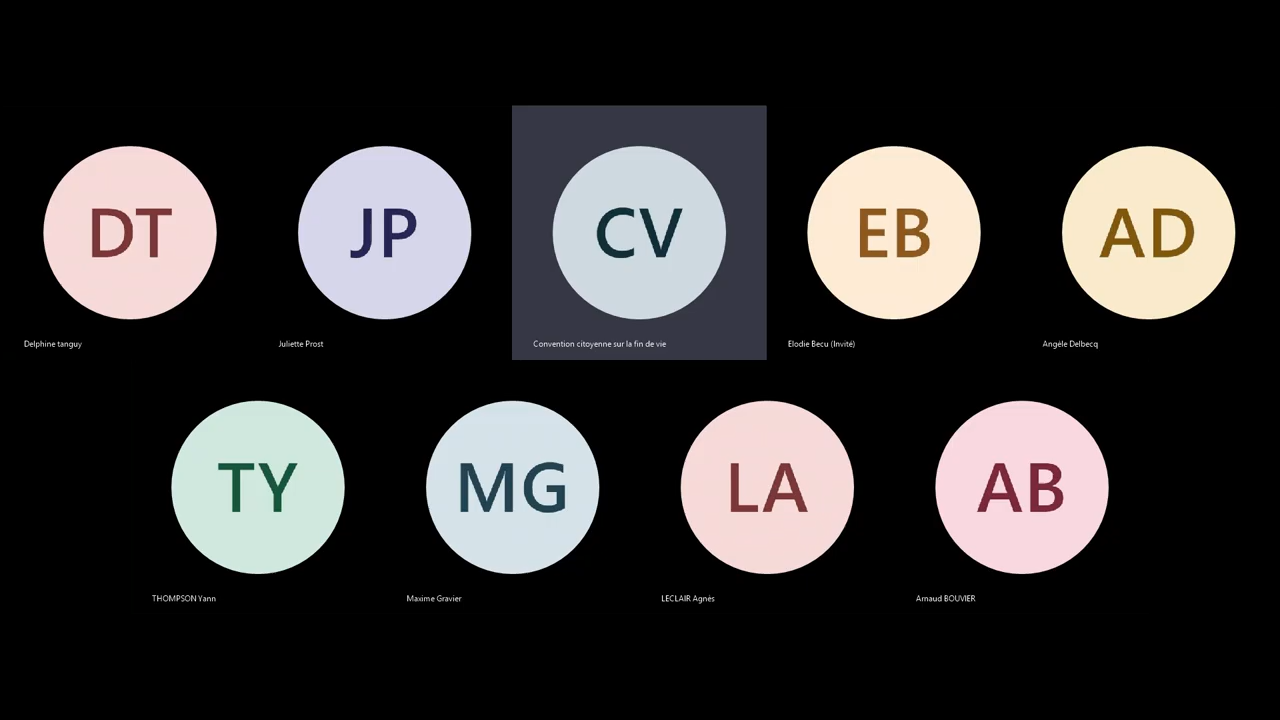 DT
JP
CV
EB
AD
Delphine tanguy
Juliette Prost
Convention citoyenne sur la fin de vie
Elodie Becu (Invité)
Angèle Delbecq
TY
MG
LA
AB
THOMPSON Yann
Maxime Gravier
LECLAIR Agnès
Arnaud BOUVIER